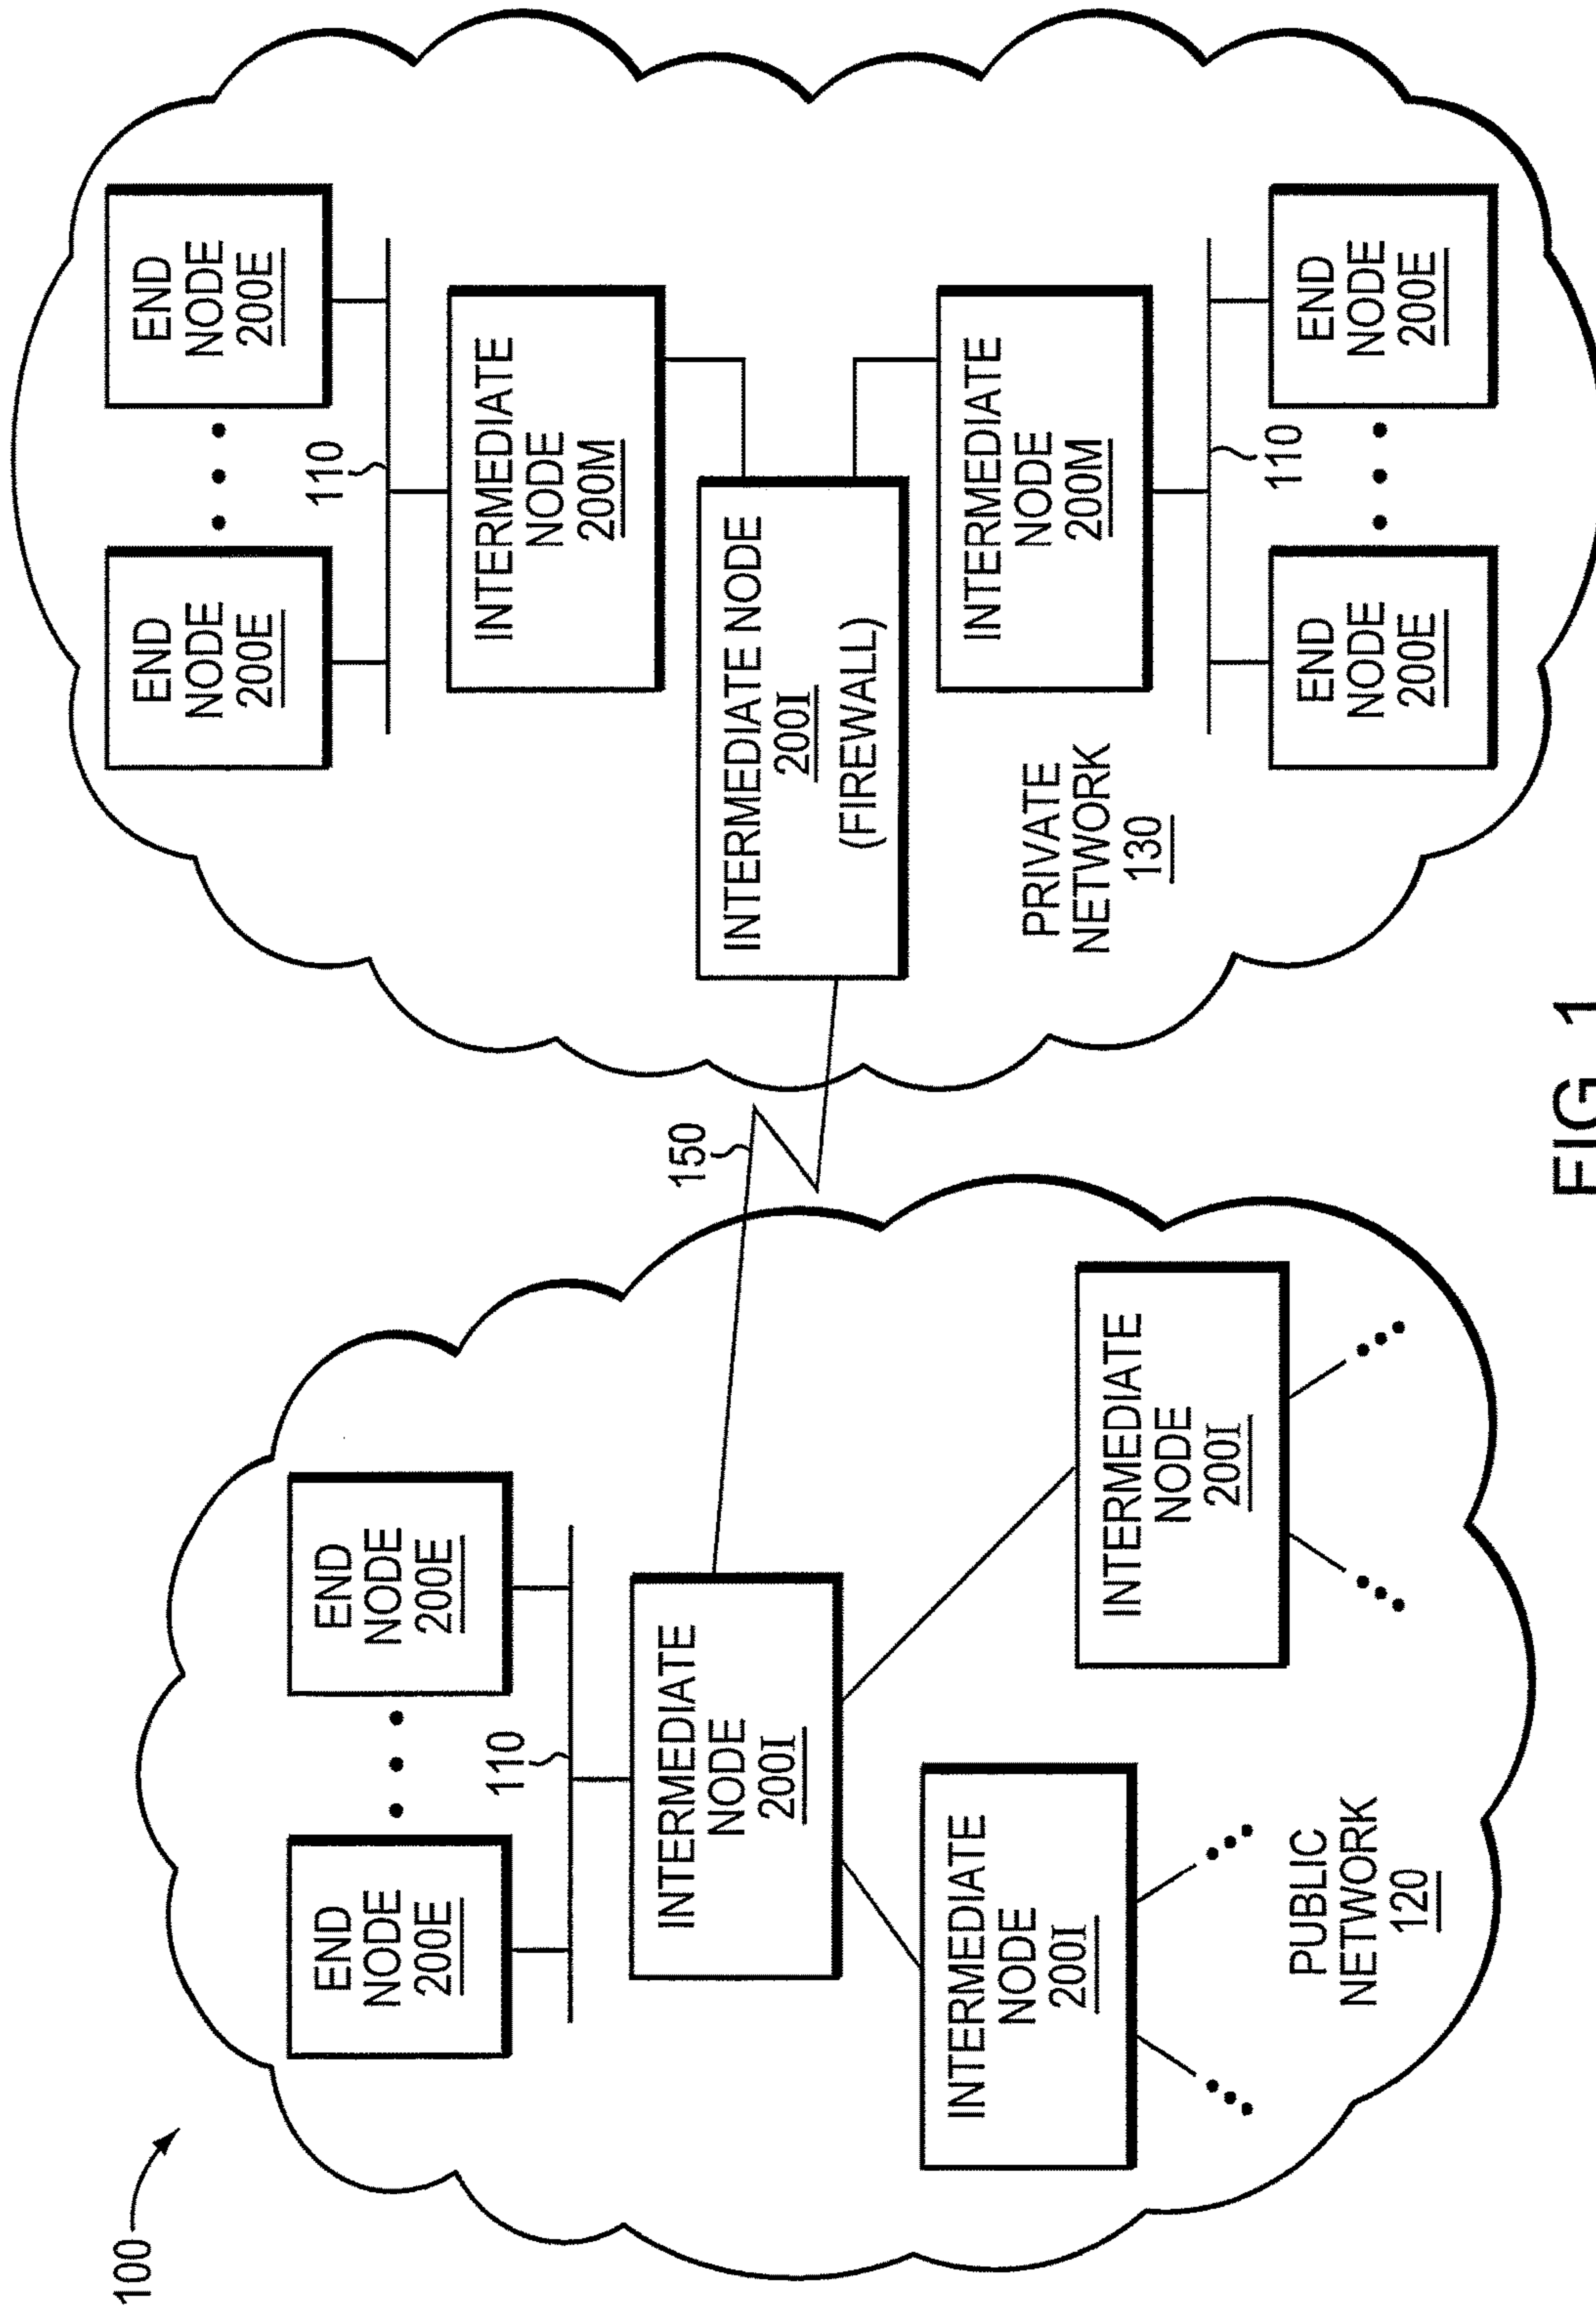 100
END
NODE
200E
END
NODE
200E
110
INTERMEDIATE
NODE
200I
INTERMEDIATE
NODE
200I
INTERMEDIATE
NODE
200I
PUBLIC
NETWORK
120
150
END
NODE
200E
END
NODE
200E
110
INTERMEDIATE
NODE
200M
INTERMEDIATE NODE
200I
(FIREWALL)
INTERMEDIATE
NODE
200M
PRIVATE
NETWORK
130
110
END
NODE
200E
END
NODE
200E
FIG. 1